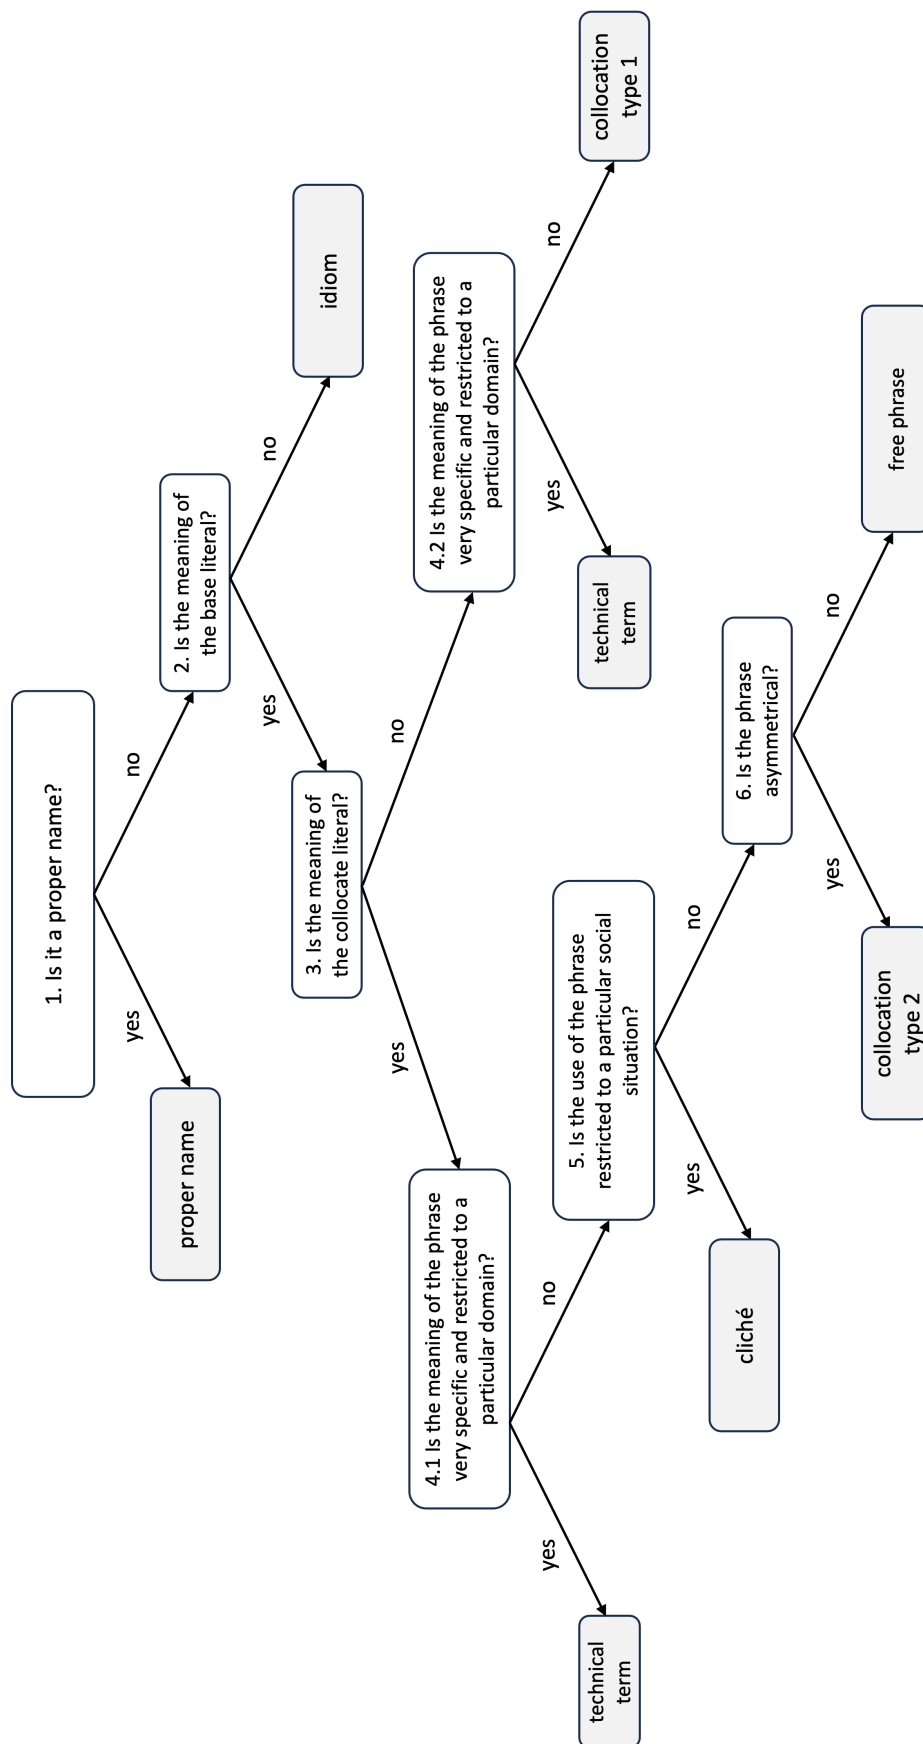 1. Is it a proper name?
yes
no
proper name
2. Is the meaning of
the base literal?
yes
no
3. Is the meaning of
the collocate literal?
idiom
yes
no
4.1 Is the meaning of the phrase
very specific and restricted to a
particular domain?
4.2 Is the meaning of the phrase
very specific and restricted to a
particular domain?
yes
no
yes
no
technical
term
5. Is the use of the phrase
restricted to a particular social
situation?
technical
term
collocation
type 1
yes
no
cliché
6. Is the phrase
asymmetrical?
yes
no
collocation
type 2
free phrase